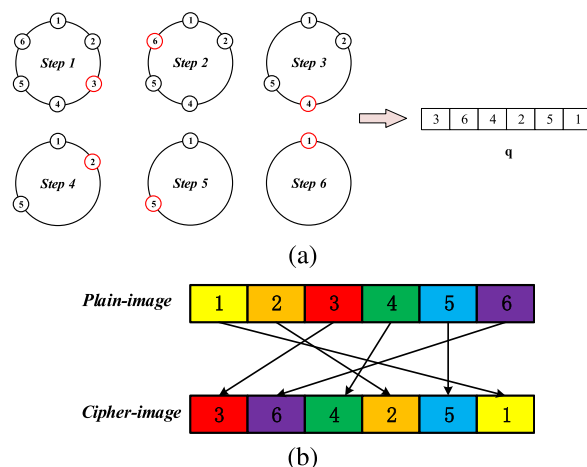 1 1 1
6 2 6 2 2
Step 1 Step 2 Step 3
5 3 5 5
4 4 4
3 6 4 2 5 1
q
1 1 1
2
Step 4 Step 5 Step 6
5 5
(a)
Plain-image 1 2 3 4 5 6
Cipher-image 3 6 4 2 5 1
(b)